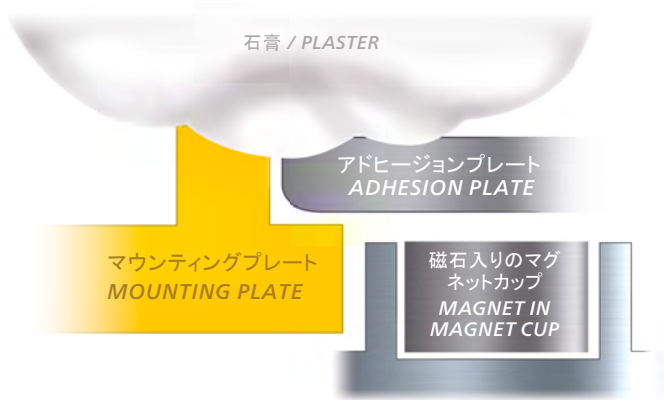 石膏 / PLASTER
アドヒージョンプレート
ADHESION PLATE
マウンティングプレート
MOUNTING PLATE
磁石入りのマグ
ネットカップ
MAGNET IN
MAGNET CUP